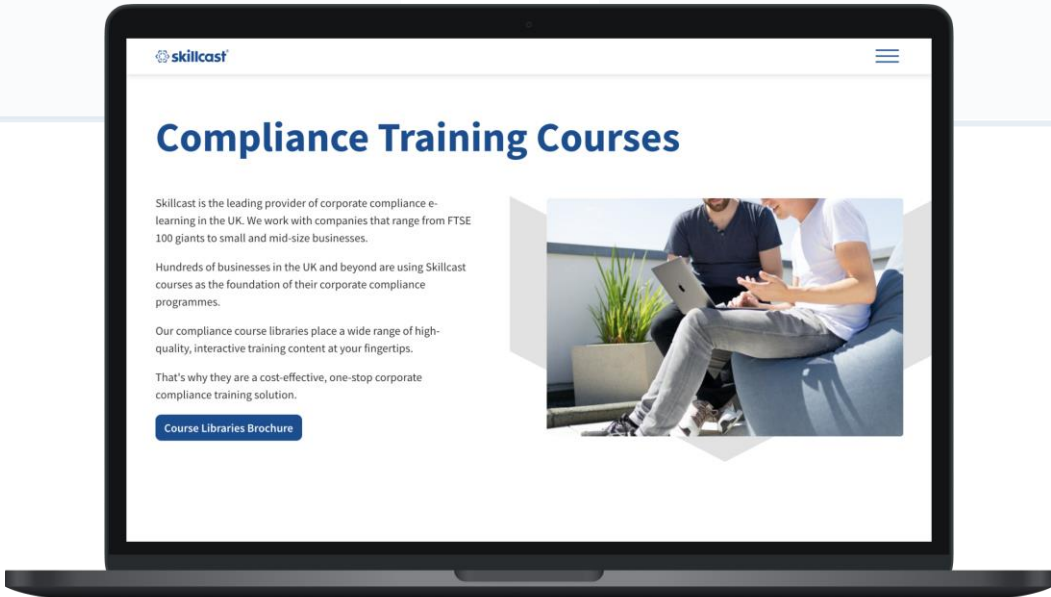 skillcast
Compliance Training Courses
Skillcast is the leading provider of corporate compliance e-
learning in the UK. We work with companies that range from FTSE
100 giants to small and mid-size businesses.
Hundreds of businesses in the UK and beyond are using Skillcast
courses as the foundation of their corporate compliance
programmes.
Our compliance course libraries place a wide range of high-
quality, interactive training content at your fingertips.
That's why they are a cost-effective, one-stop corporate
compliance training solution.
Course Libraries Brochure